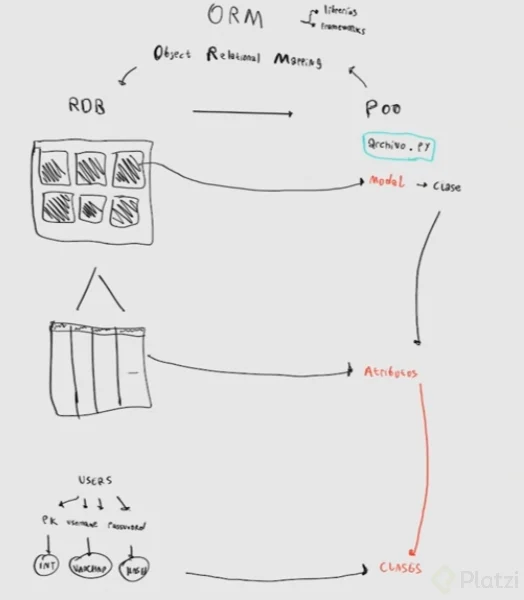 ORM
librerías
frameworks
Object Relational Mapping
RDB
POO
archivo.py
Model → clase
Atributos
USERS
PK username password
INT
VARCHAR
CLASES
Platzi